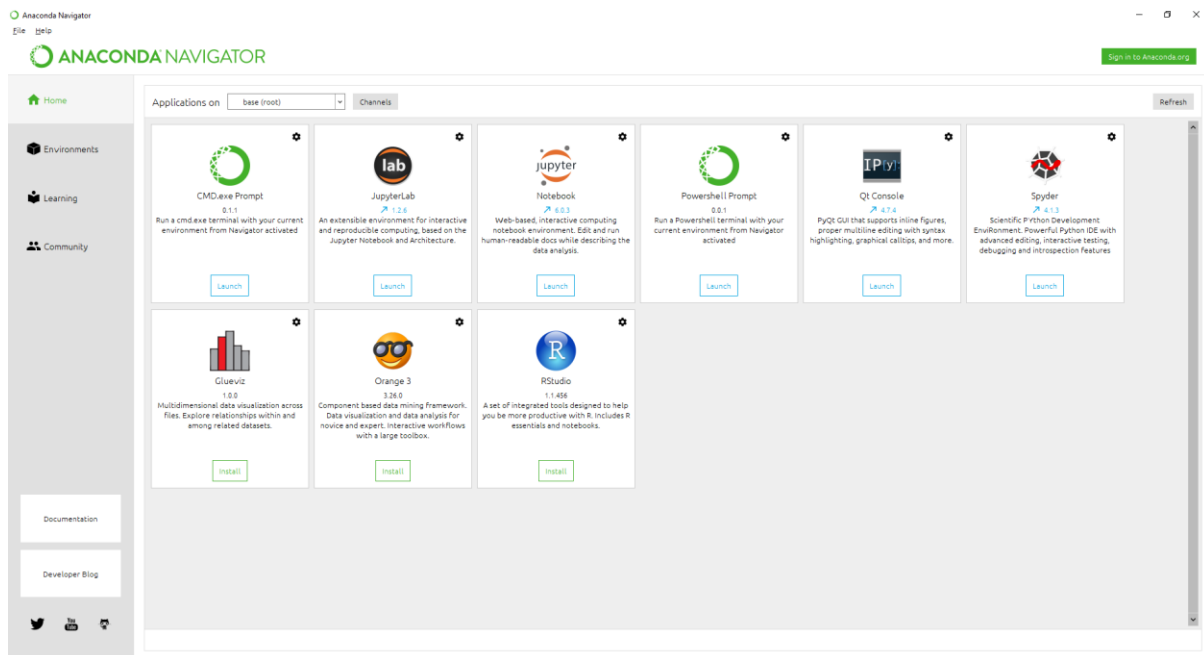 Anaconda Navigator
File Help
ANACONDA NAVIGATOR
Sign in to Anaconda.org
Home
Environments
Learning
Community
Documentation
Developer Blog
You
Tube
Applications on base (root) Channels Refresh
CMD.exe Prompt
0.1.1
Run a cmd.exe terminal with your current
environment from Navigator activated
Launch
lab
JupyterLab
1.2.6
An extensible environment for interactive
and reproducible computing, based on the
Jupyter Notebook and Architecture.
Launch
jupyter
Notebook
6.0.3
Web-based, interactive computing
notebook environment. Edit and run
human-readable docs while describing the
data analysis.
Launch
Powershell Prompt
0.0.1
Run a Powershell terminal with your
current environment from Navigator
activated
Launch
IP[y]
Qt Console
4.7.4
PyQt GUI that supports inline figures,
proper multiline editing with syntax
highlighting, graphical calltips, and more.
Launch
Spyder
4.1.3
Scientific PYthon Development
EnviRonment. Powerful Python IDE with
advanced editing, interactive testing,
debugging and introspection features
Launch
Glueviz
1.0.0
Multidimensional data visualization across
files. Explore relationships within and
among related datasets.
Install
Orange 3
3.26.0
Component based data mining framework.
Data visualization and data analysis for
novice and expert. Interactive workflows
with a large toolbox.
Install
R
RStudio
1.1.456
A set of integrated tools designed to help
you be more productive with R. Includes R
essentials and notebooks.
Install